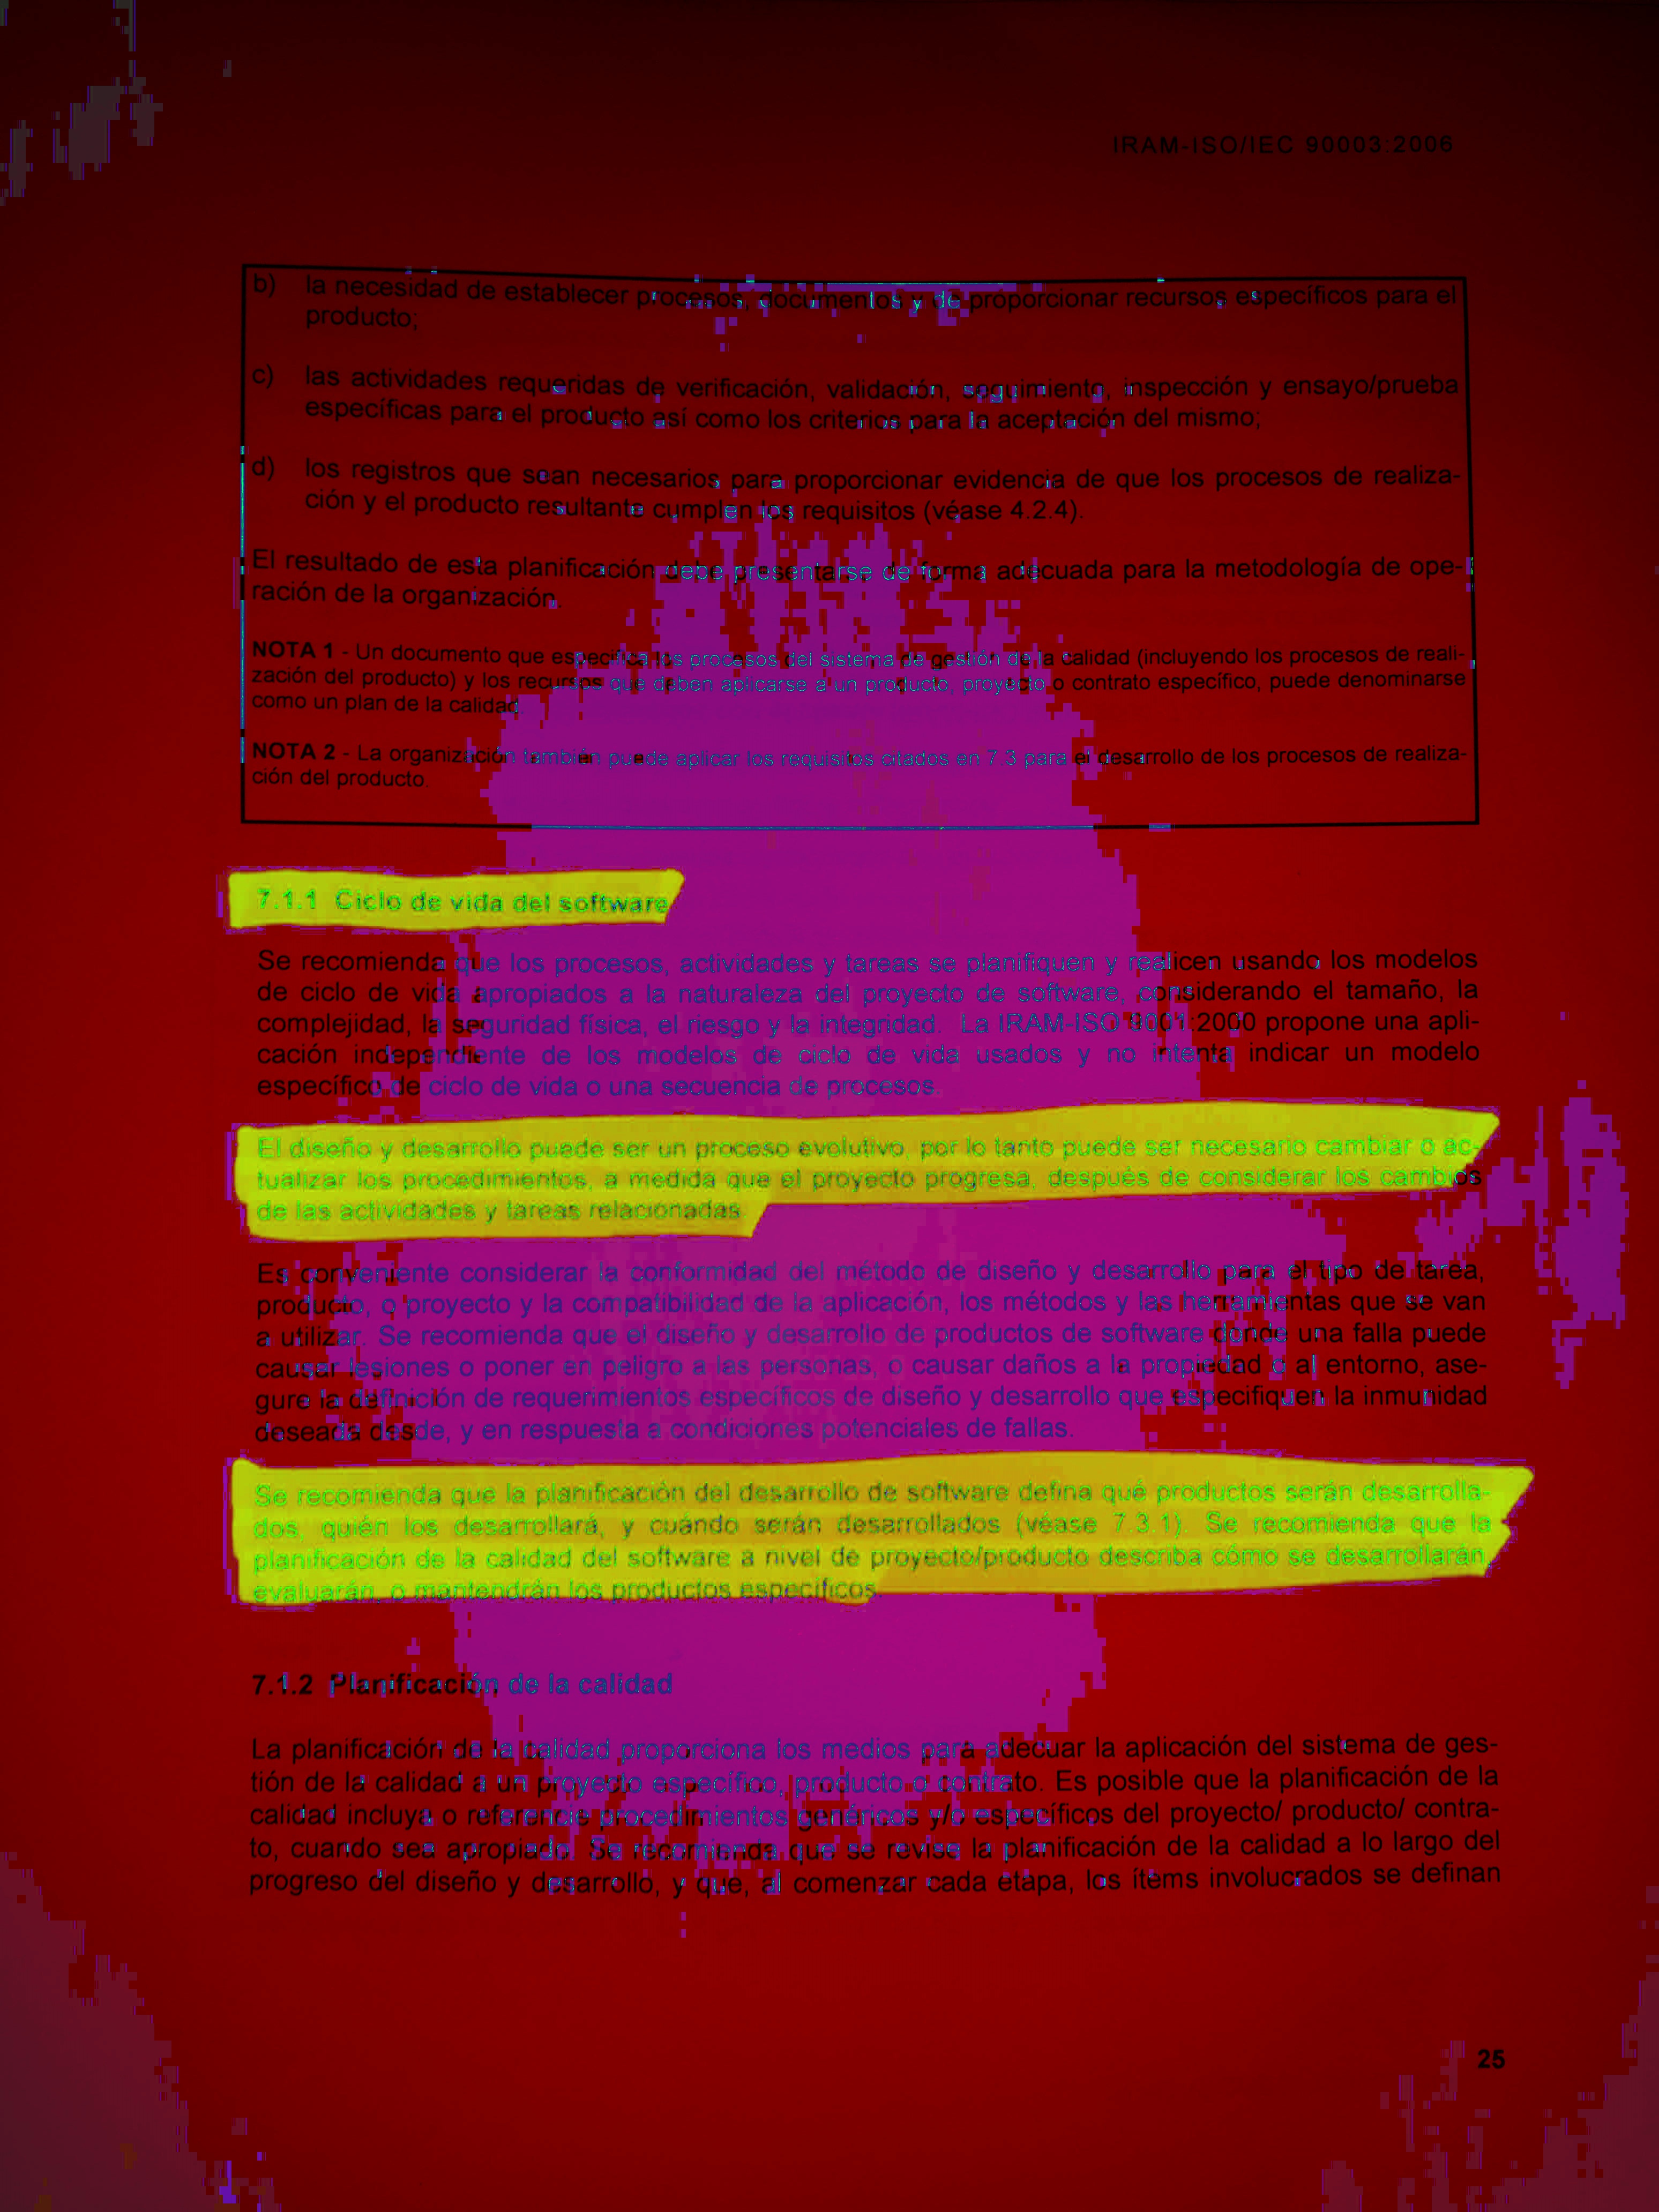 IRAM-ISO/IEC 90003:2006
b) la necesidad de establecer procesos, documentos y de proporcionar recursos específicos para el
producto;
c) las actividades requeridas de verificación, validación, seguimiento, inspección y ensayo/prueba
específicas para el producto así como los criterios para la aceptación del mismo;
d) los registros que sean necesarios para proporcionar evidencia de que los procesos de realiza-
ción y el producto resultante cumplen los requisitos (véase 4.2.4).
El resultado de esta planificación debe presentarse de forma adecuada para la metodología de ope-
ración de la organización.
NOTA 1 - Un documento que especifica los procesos del sistema de gestión de la calidad (incluyendo los procesos de reali-
zación del producto) y los recursos que deben aplicarse a un producto, proyecto o contrato específico, puede denominarse
como un plan de la calidad.
NOTA 2 - La organización también puede aplicar los requisitos citados en 7.3 para el desarrollo de los procesos de realiza-
ción del producto.
7.1.1 Ciclo de vida del software
Se recomienda que los procesos, actividades y tareas se planifiquen y realicen usando los modelos
de ciclo de vida apropiados a la naturaleza del proyecto de software, considerando el tamaño, la
complejidad, la seguridad física, el riesgo y la integridad. La IRAM-ISO 9001:2000 propone una apli-
cación independiente de los modelos de ciclo de vida usados y no intenta indicar un modelo
específico de ciclo de vida o una secuencia de procesos.
El diseño y desarrollo puede ser un proceso evolutivo, por lo tanto puede ser necesario cambiar o ac-
tualizar los procedimientos, a medida que el proyecto progresa, después de considerar los cambios
de las actividades y tareas relacionadas.
Es conveniente considerar la conformidad del método de diseño y desarrollo para el tipo de tarea,
producto, o proyecto y la compatibilidad de la aplicación, los métodos y las herramientas que se van
a utilizar. Se recomienda que el diseño y desarrollo de productos de software donde una falla puede
causar lesiones o poner en peligro a las personas, o causar daños a la propiedad o al entorno, ase-
gure la definición de requerimientos específicos de diseño y desarrollo que especifiquen la inmunidad
deseada desde, y en respuesta a condiciones potenciales de fallas.
Se recomienda que la planificación del desarrollo de software defina qué productos serán desarrolla-
dos, quién los desarrollará, y cuándo serán desarrollados (véase 7.3.1). Se recomienda que la
planificación de la calidad del software a nivel de proyecto/producto describa cómo se desarrollarán,
evaluarán, o mantendrán los productos específicos.
7.1.2 Planificación de la calidad
La planificación de la calidad proporciona los medios para adecuar la aplicación del sistema de ges-
tión de la calidad a un proyecto específico, producto o contrato. Es posible que la planificación de la
calidad incluya o referencie procedimientos genéricos y/o específicos del proyecto/ producto/ contra-
to, cuando sea apropiado. Se recomienda que se revise la planificación de la calidad a lo largo del
progreso del diseño y desarrollo, y que, al comenzar cada etapa, los ítems involucrados se definan
25